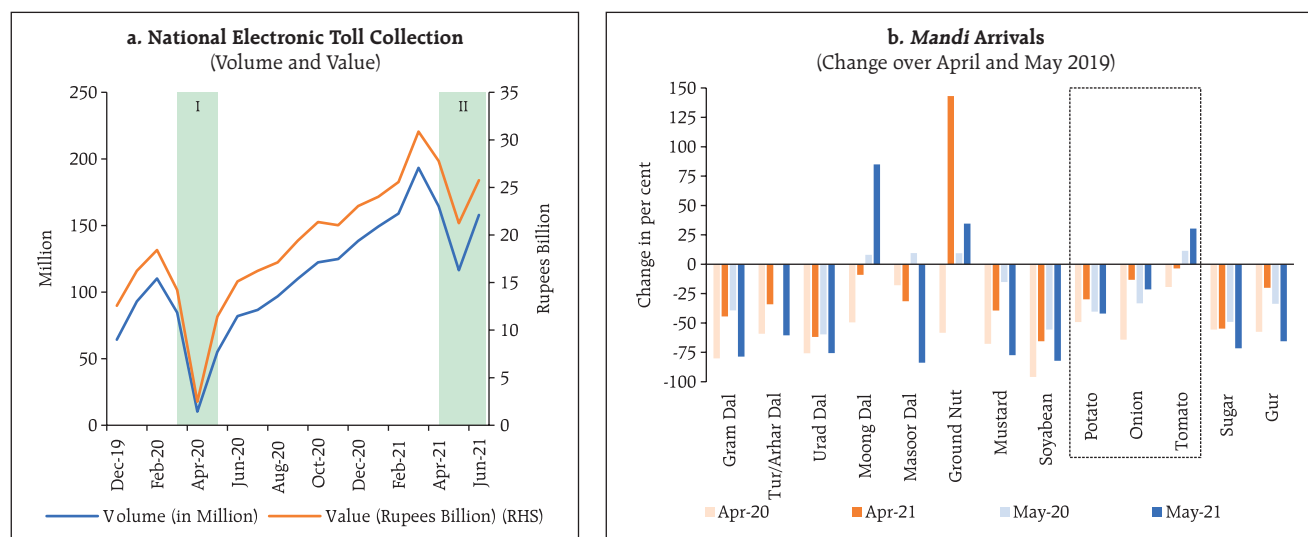 a. National Electronic Toll Collection
(Volume and Value)
250
200
150
100
50
0
Million
35
30
25
20
15
10
5
0
Rupees Billion
I
II
Dec-19
Feb-20
Apr-20
Jun-20
Aug-20
Oct-20
Dec-20
Feb-21
Apr-21
Jun-21
Volume (in Million)
Value (Rupees Billion) (RHS)
b. Mandi Arrivals
(Change over April and May 2019)
150
125
100
75
50
25
0
-25
-50
-75
-100
Change in per cent
Gram Dal
Tur/Arhar Dal
Urad Dal
Moong Dal
Masoor Dal
Ground Nut
Mustard
Soyabean
Potato
Onion
Tomato
Sugar
Gur
Apr-20
Apr-21
May-20
May-21